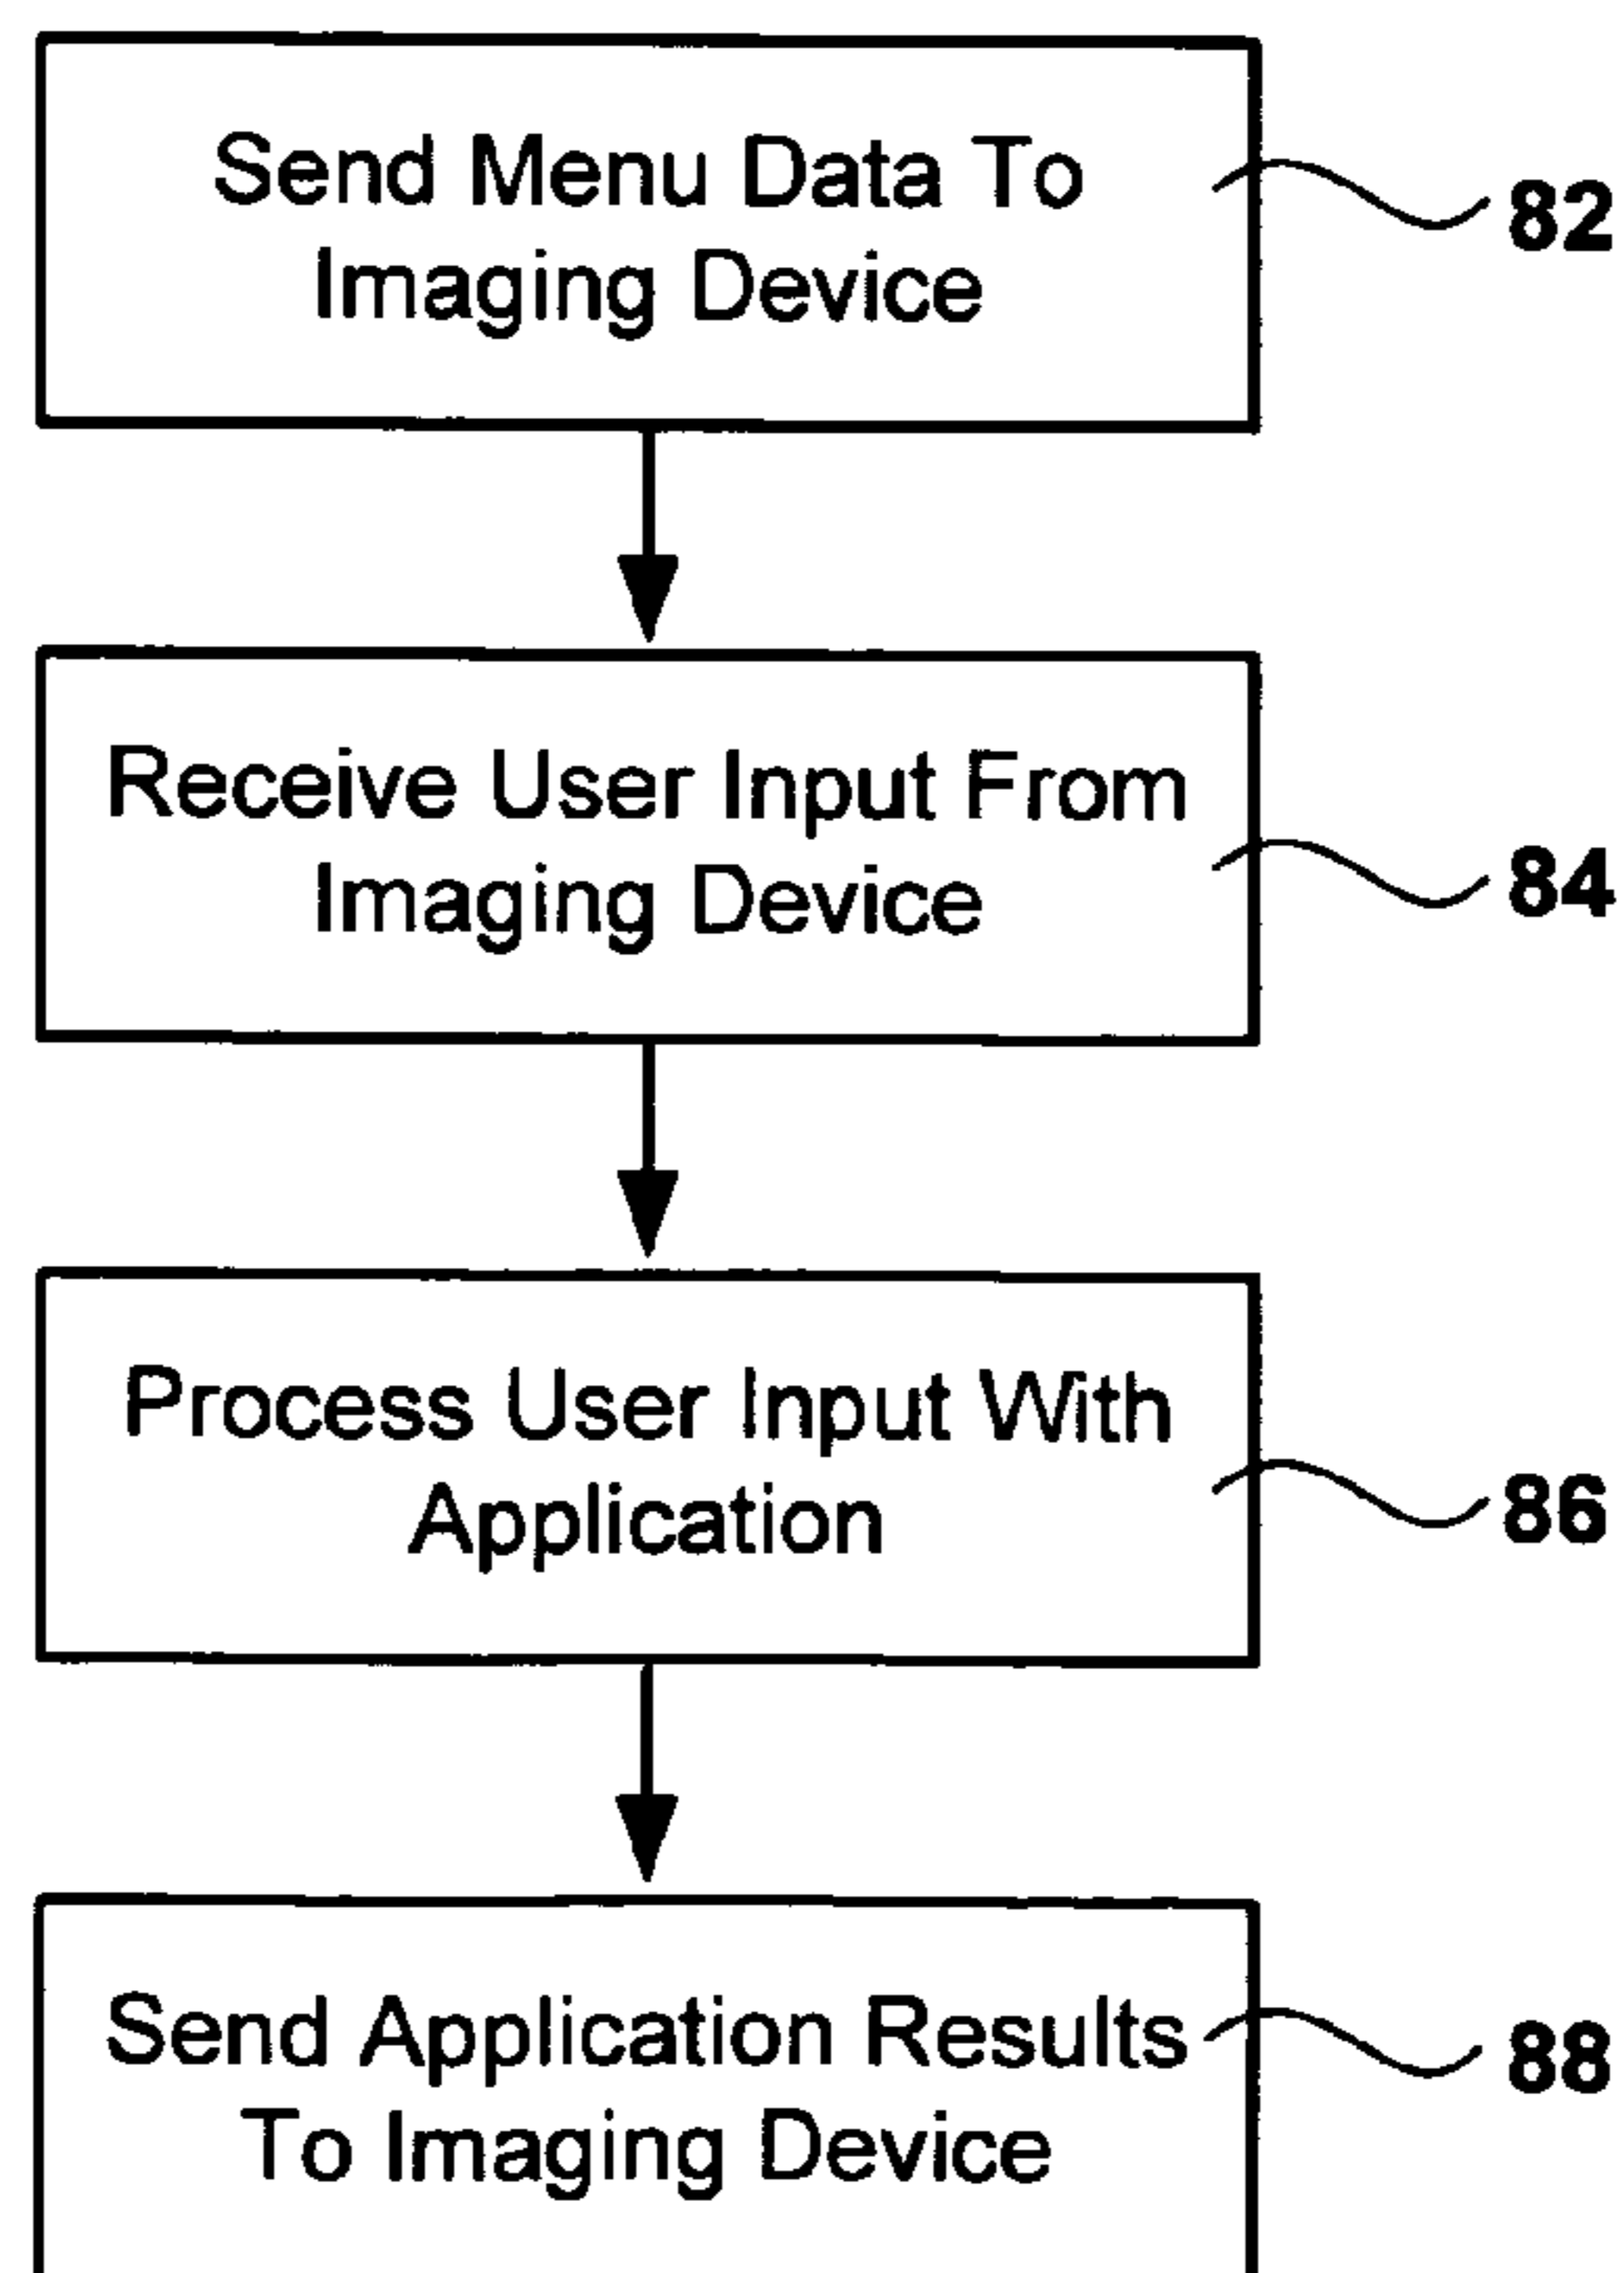 Send Menu Data To
Imaging Device
82
Receive User Input From
Imaging Device
84
Process User Input With
Application
86
Send Application Results
To Imaging Device
88